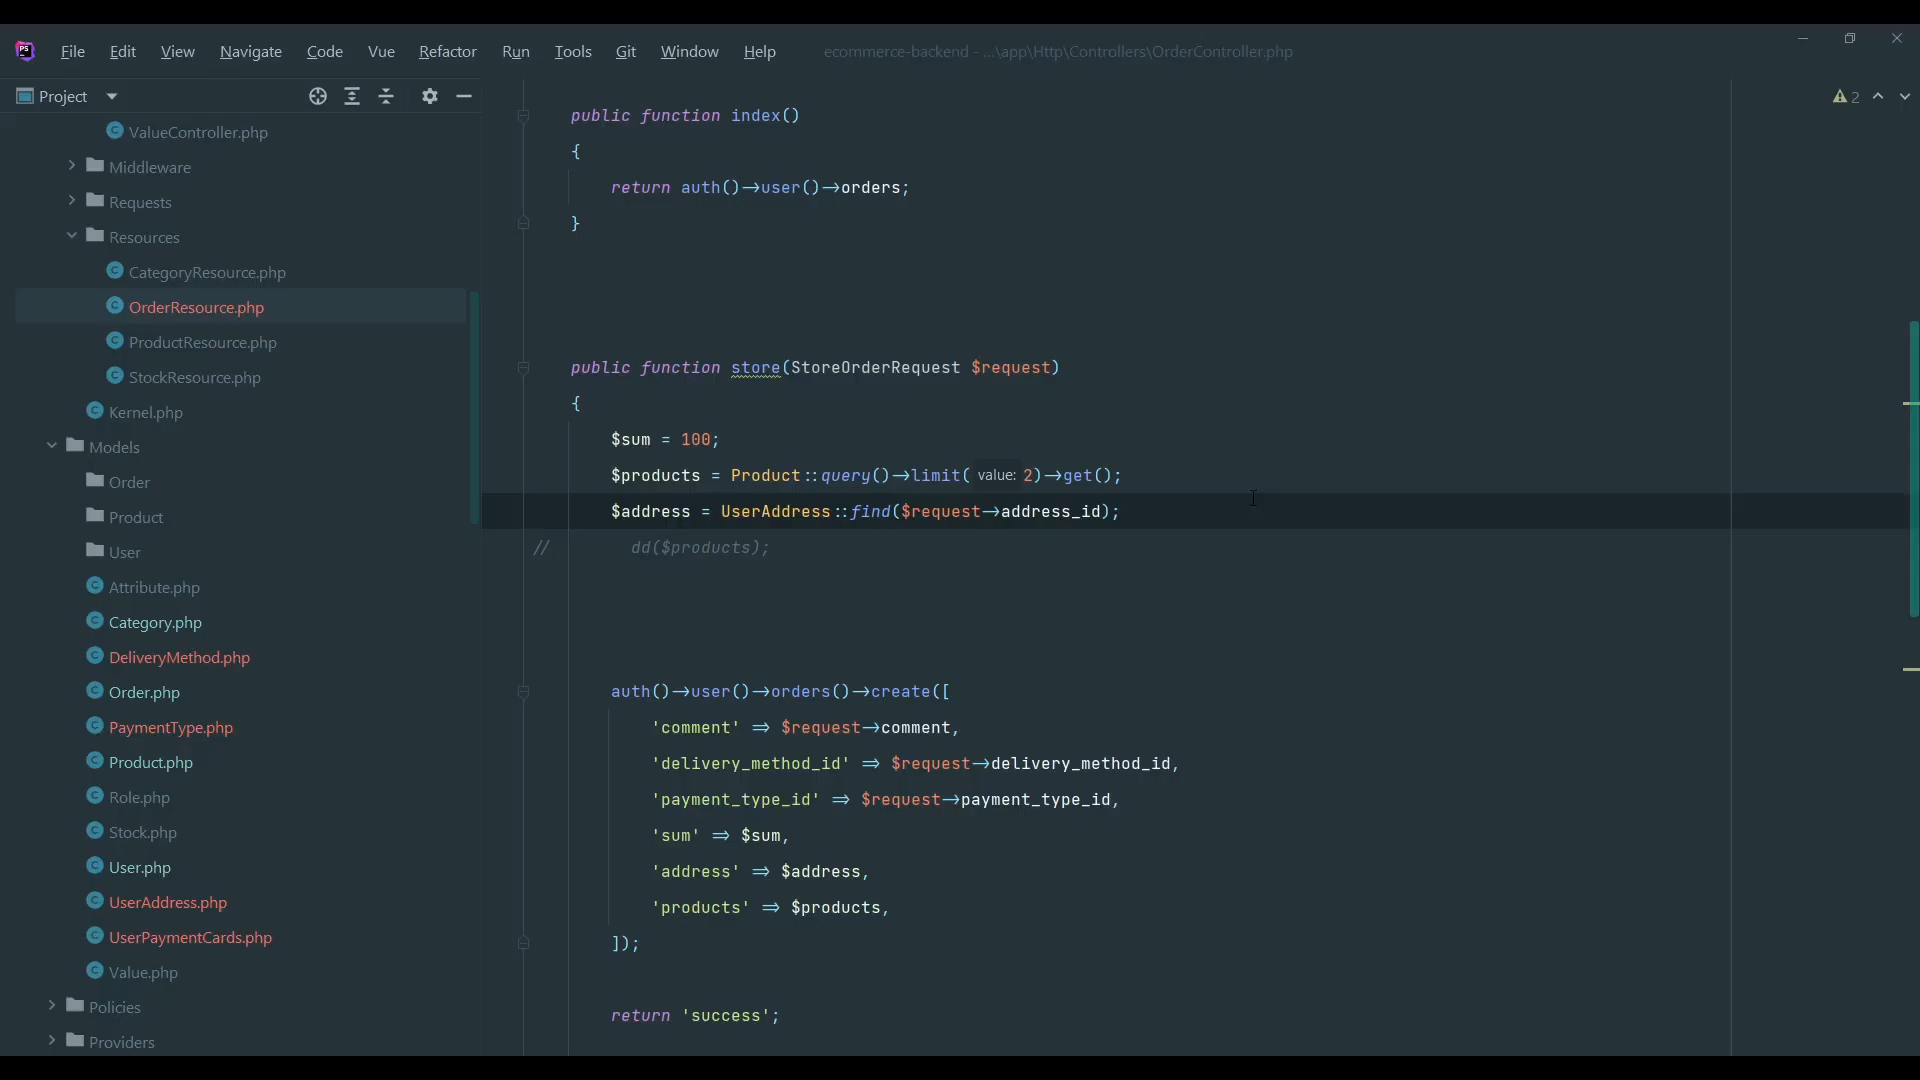 File Edit View Navigate Code Vue Refactor Run Tools Git Window Help ecommerce-backend - ...\app\Http\Controllers\OrderController.php
Project
2
ValueController.php
Middleware
Requests
Resources
CategoryResource.php
OrderResource.php
ProductResource.php
StockResource.php
Kernel.php
Models
Order
Product
User
Attribute.php
Category.php
DeliveryMethod.php
Order.php
PaymentType.php
Product.php
Role.php
Stock.php
User.php
UserAddress.php
UserPaymentCards.php
Value.php
Policies
Providers
public function index()
{
return auth()->user()->orders;
}
public function store(StoreOrderRequest $request)
{
$sum = 100;
$products = Product::query()->limit( value: 2)->get();
$address = UserAddress::find($request->address_id);
// dd($products);
auth()->user()->orders()->create([
'comment' => $request->comment,
'delivery_method_id' => $request->delivery_method_id,
'payment_type_id' => $request->payment_type_id,
'sum' => $sum,
'address' => $address,
'products' => $products,
]);
return 'success';